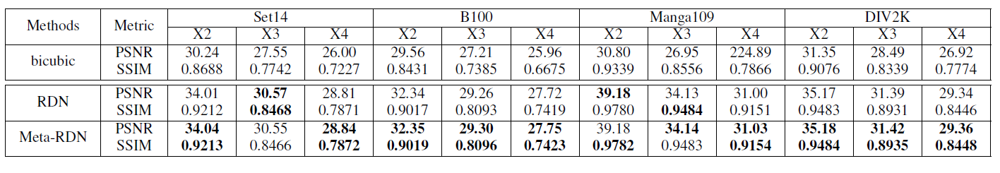 Methods Metric Set14 B100 Manga109 DIV2K
X2 X3 X4 X2 X3 X4 X2 X3 X4 X2 X3 X4
bicubic PSNR 30.24 27.55 26.00 29.56 27.21 25.96 30.80 26.95 224.89 31.35 28.49 26.92
SSIM 0.8688 0.7742 0.7227 0.8431 0.7385 0.6675 0.9339 0.8556 0.7866 0.9076 0.8339 0.7774
RDN PSNR 34.01 30.57 28.81 32.34 29.26 27.72 39.18 34.13 31.00 35.17 31.39 29.34
SSIM 0.9212 0.8468 0.7871 0.9017 0.8093 0.7419 0.9780 0.9484 0.9151 0.9483 0.8931 0.8446
Meta-RDN PSNR 34.04 30.55 28.84 32.35 29.30 27.75 39.18 34.14 31.03 35.18 31.42 29.36
SSIM 0.9213 0.8466 0.7872 0.9019 0.8096 0.7423 0.9782 0.9483 0.9154 0.9484 0.8935 0.8448